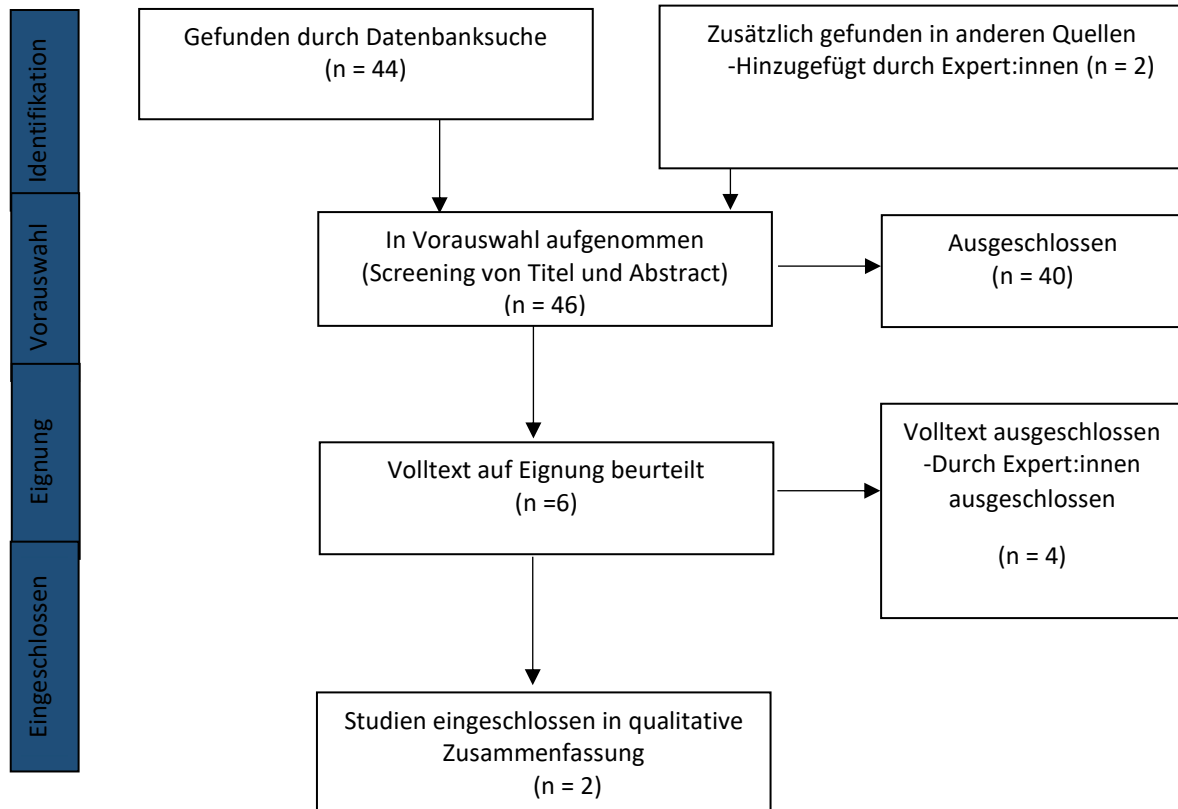 Identifikation
Gefunden durch Datenbanksuche
(n = 44)
Zusätzlich gefunden in anderen Quellen
-Hinzugefügt durch Expert:innen (n = 2)
Vorauswahl
In Vorauswahl aufgenommen
(Screening von Titel und Abstract)
(n = 46)
Ausgeschlossen
(n = 40)
Eignung
Volltext auf Eignung beurteilt
(n =6)
Volltext ausgeschlossen
-Durch Expert:innen
ausgeschlossen
(n = 4)
Eingeschlossen
Studien eingeschlossen in qualitative
Zusammenfassung
(n = 2)